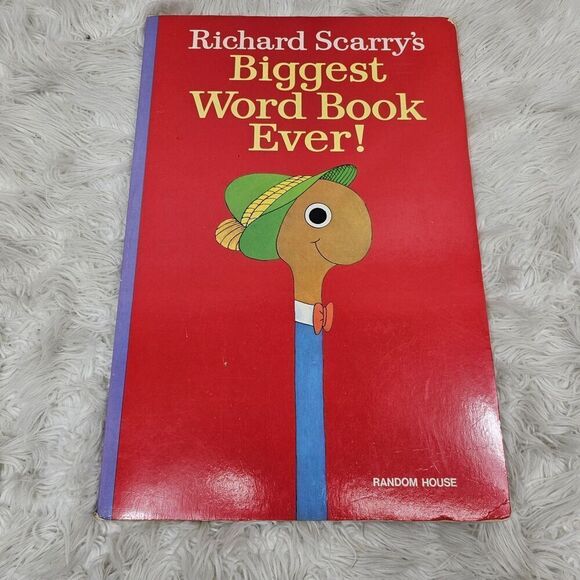 Richard Scarry's
Biggest
Word Book
Ever!
RANDOM HOUSE